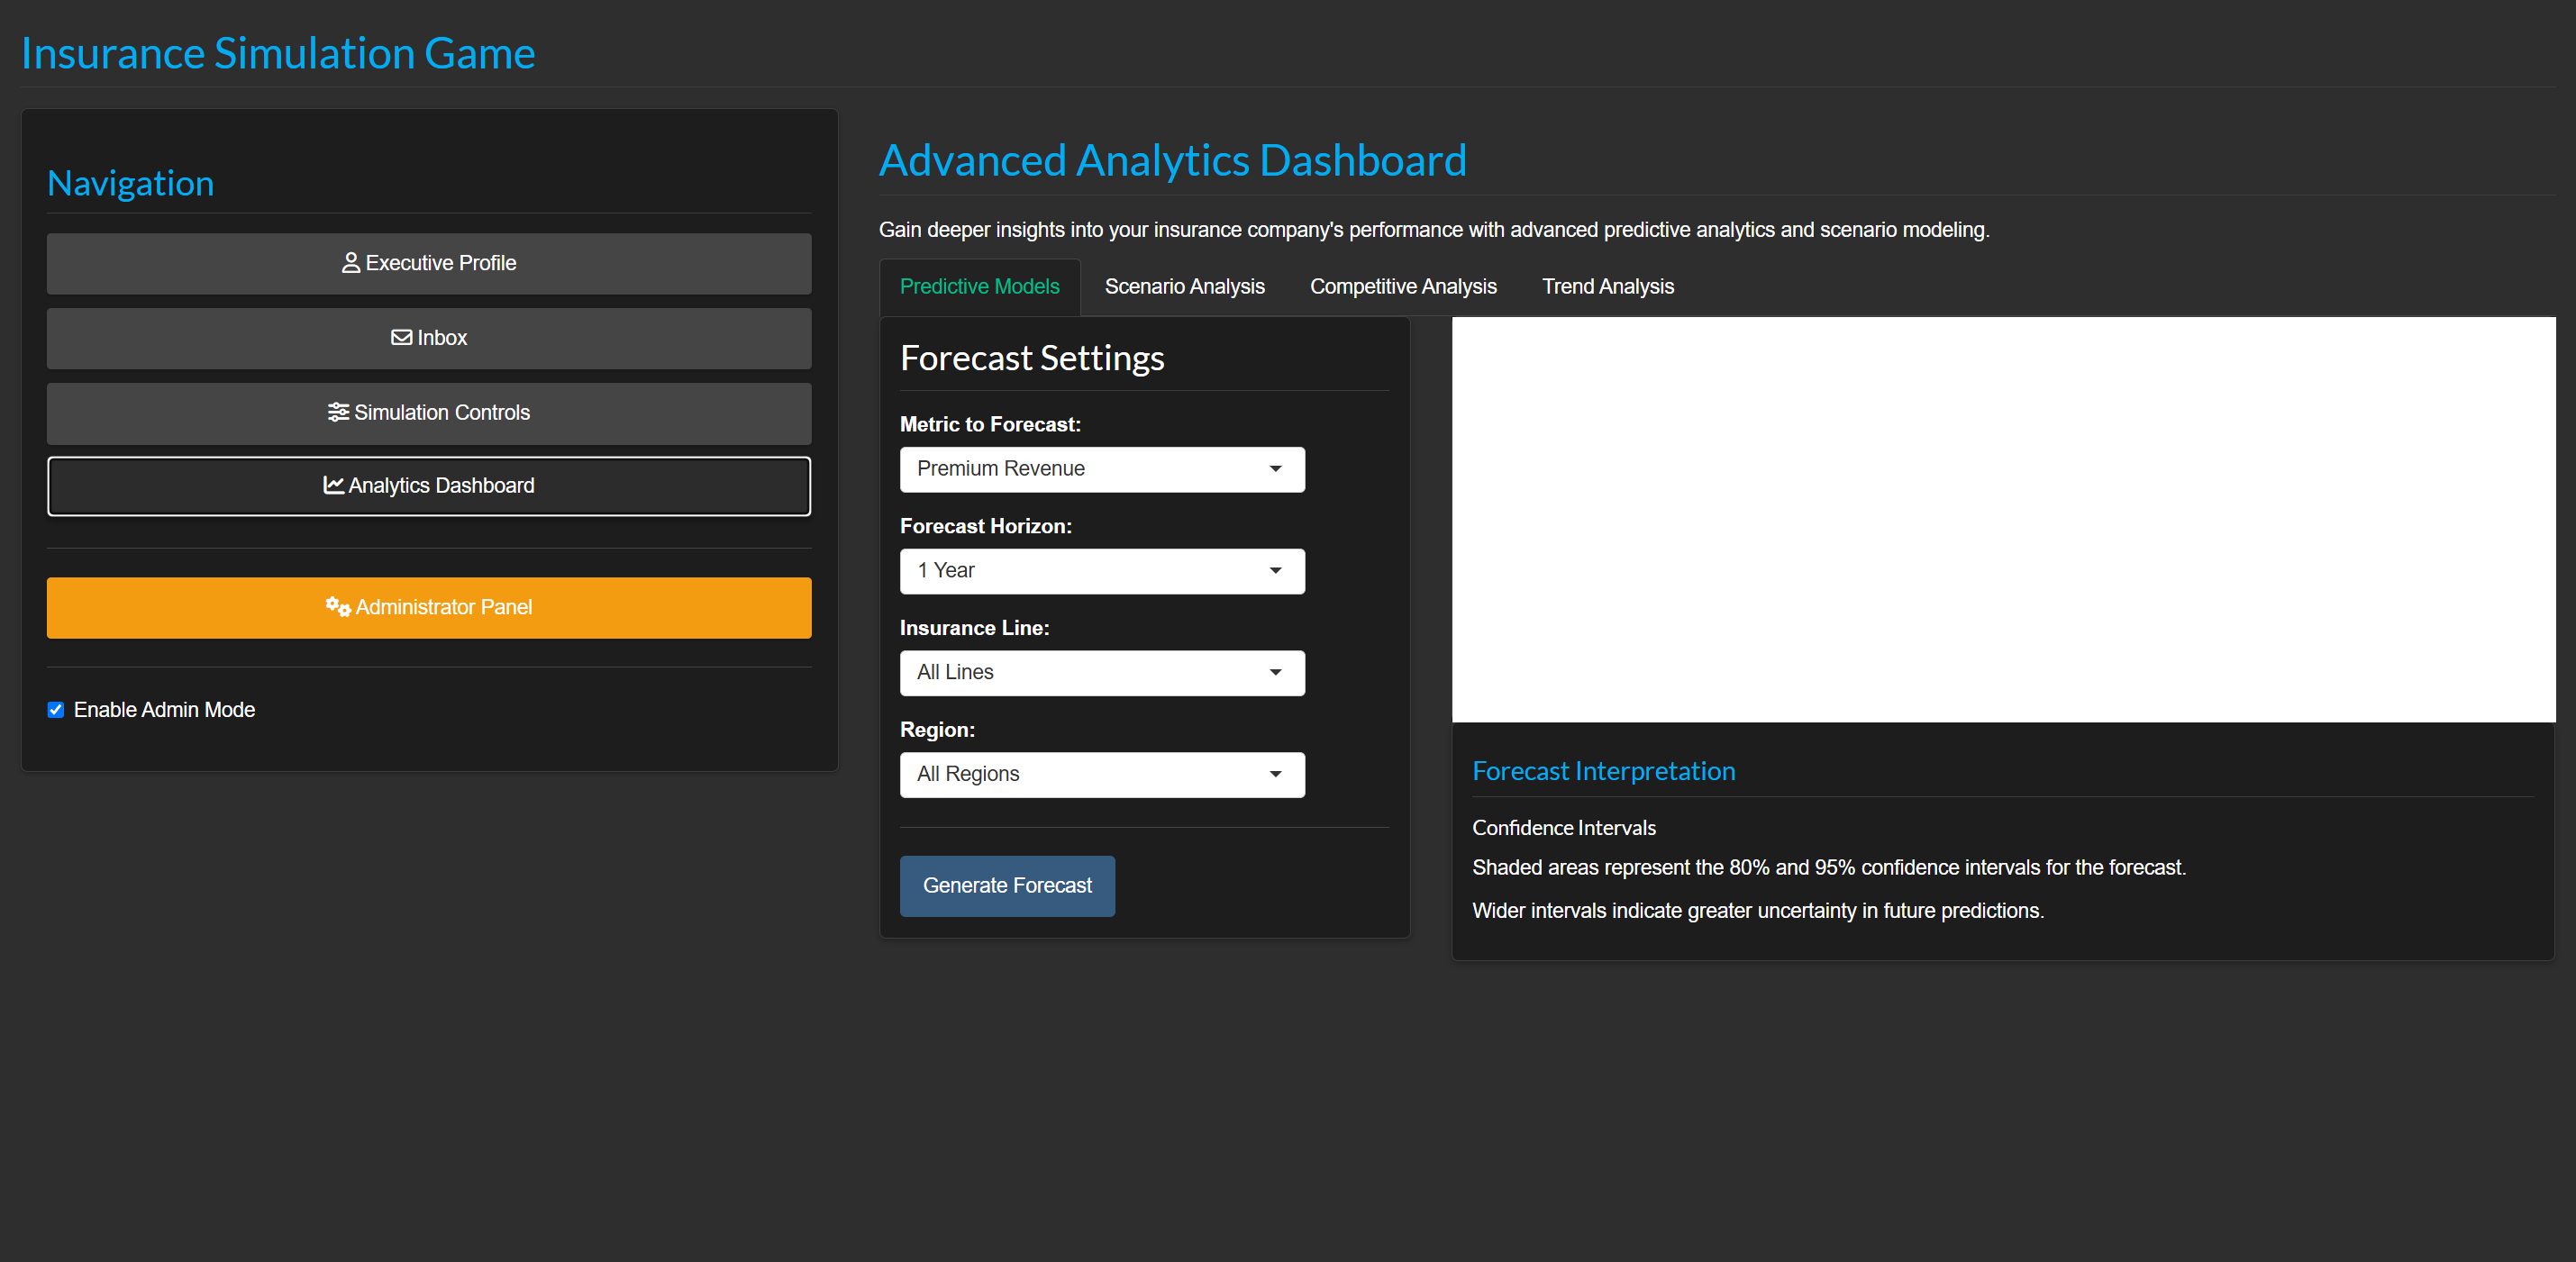 Insurance Simulation Game
Navigation
Executive Profile
Inbox
Simulation Controls
Analytics Dashboard
Administrator Panel
Enable Admin Mode
Advanced Analytics Dashboard
Gain deeper insights into your insurance company's performance with advanced predictive analytics and scenario modeling.
Predictive Models Scenario Analysis Competitive Analysis Trend Analysis
Forecast Settings
Metric to Forecast:
Premium Revenue
Forecast Horizon:
1 Year
Insurance Line:
All Lines
Region:
All Regions
Generate Forecast
Forecast Interpretation
Confidence Intervals
Shaded areas represent the 80% and 95% confidence intervals for the forecast.
Wider intervals indicate greater uncertainty in future predictions.